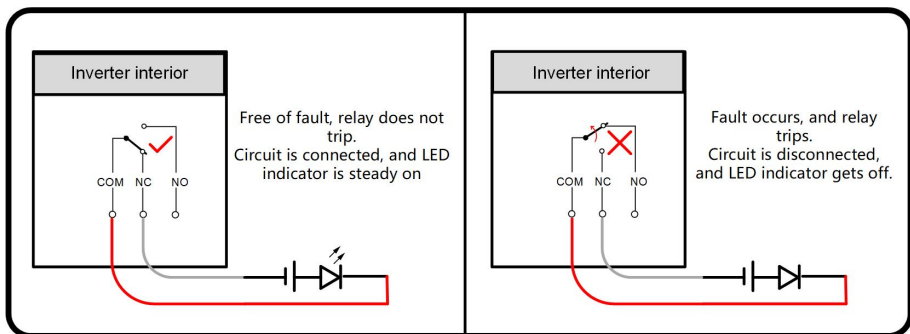 Inverter interior
Free of fault, relay does not
trip.
Circuit is connected, and LED
indicator is steady on
COM NC NO
Inverter interior
Fault occurs, and relay
trips.
Circuit is disconnected,
and LED indicator gets off.
COM NC NO